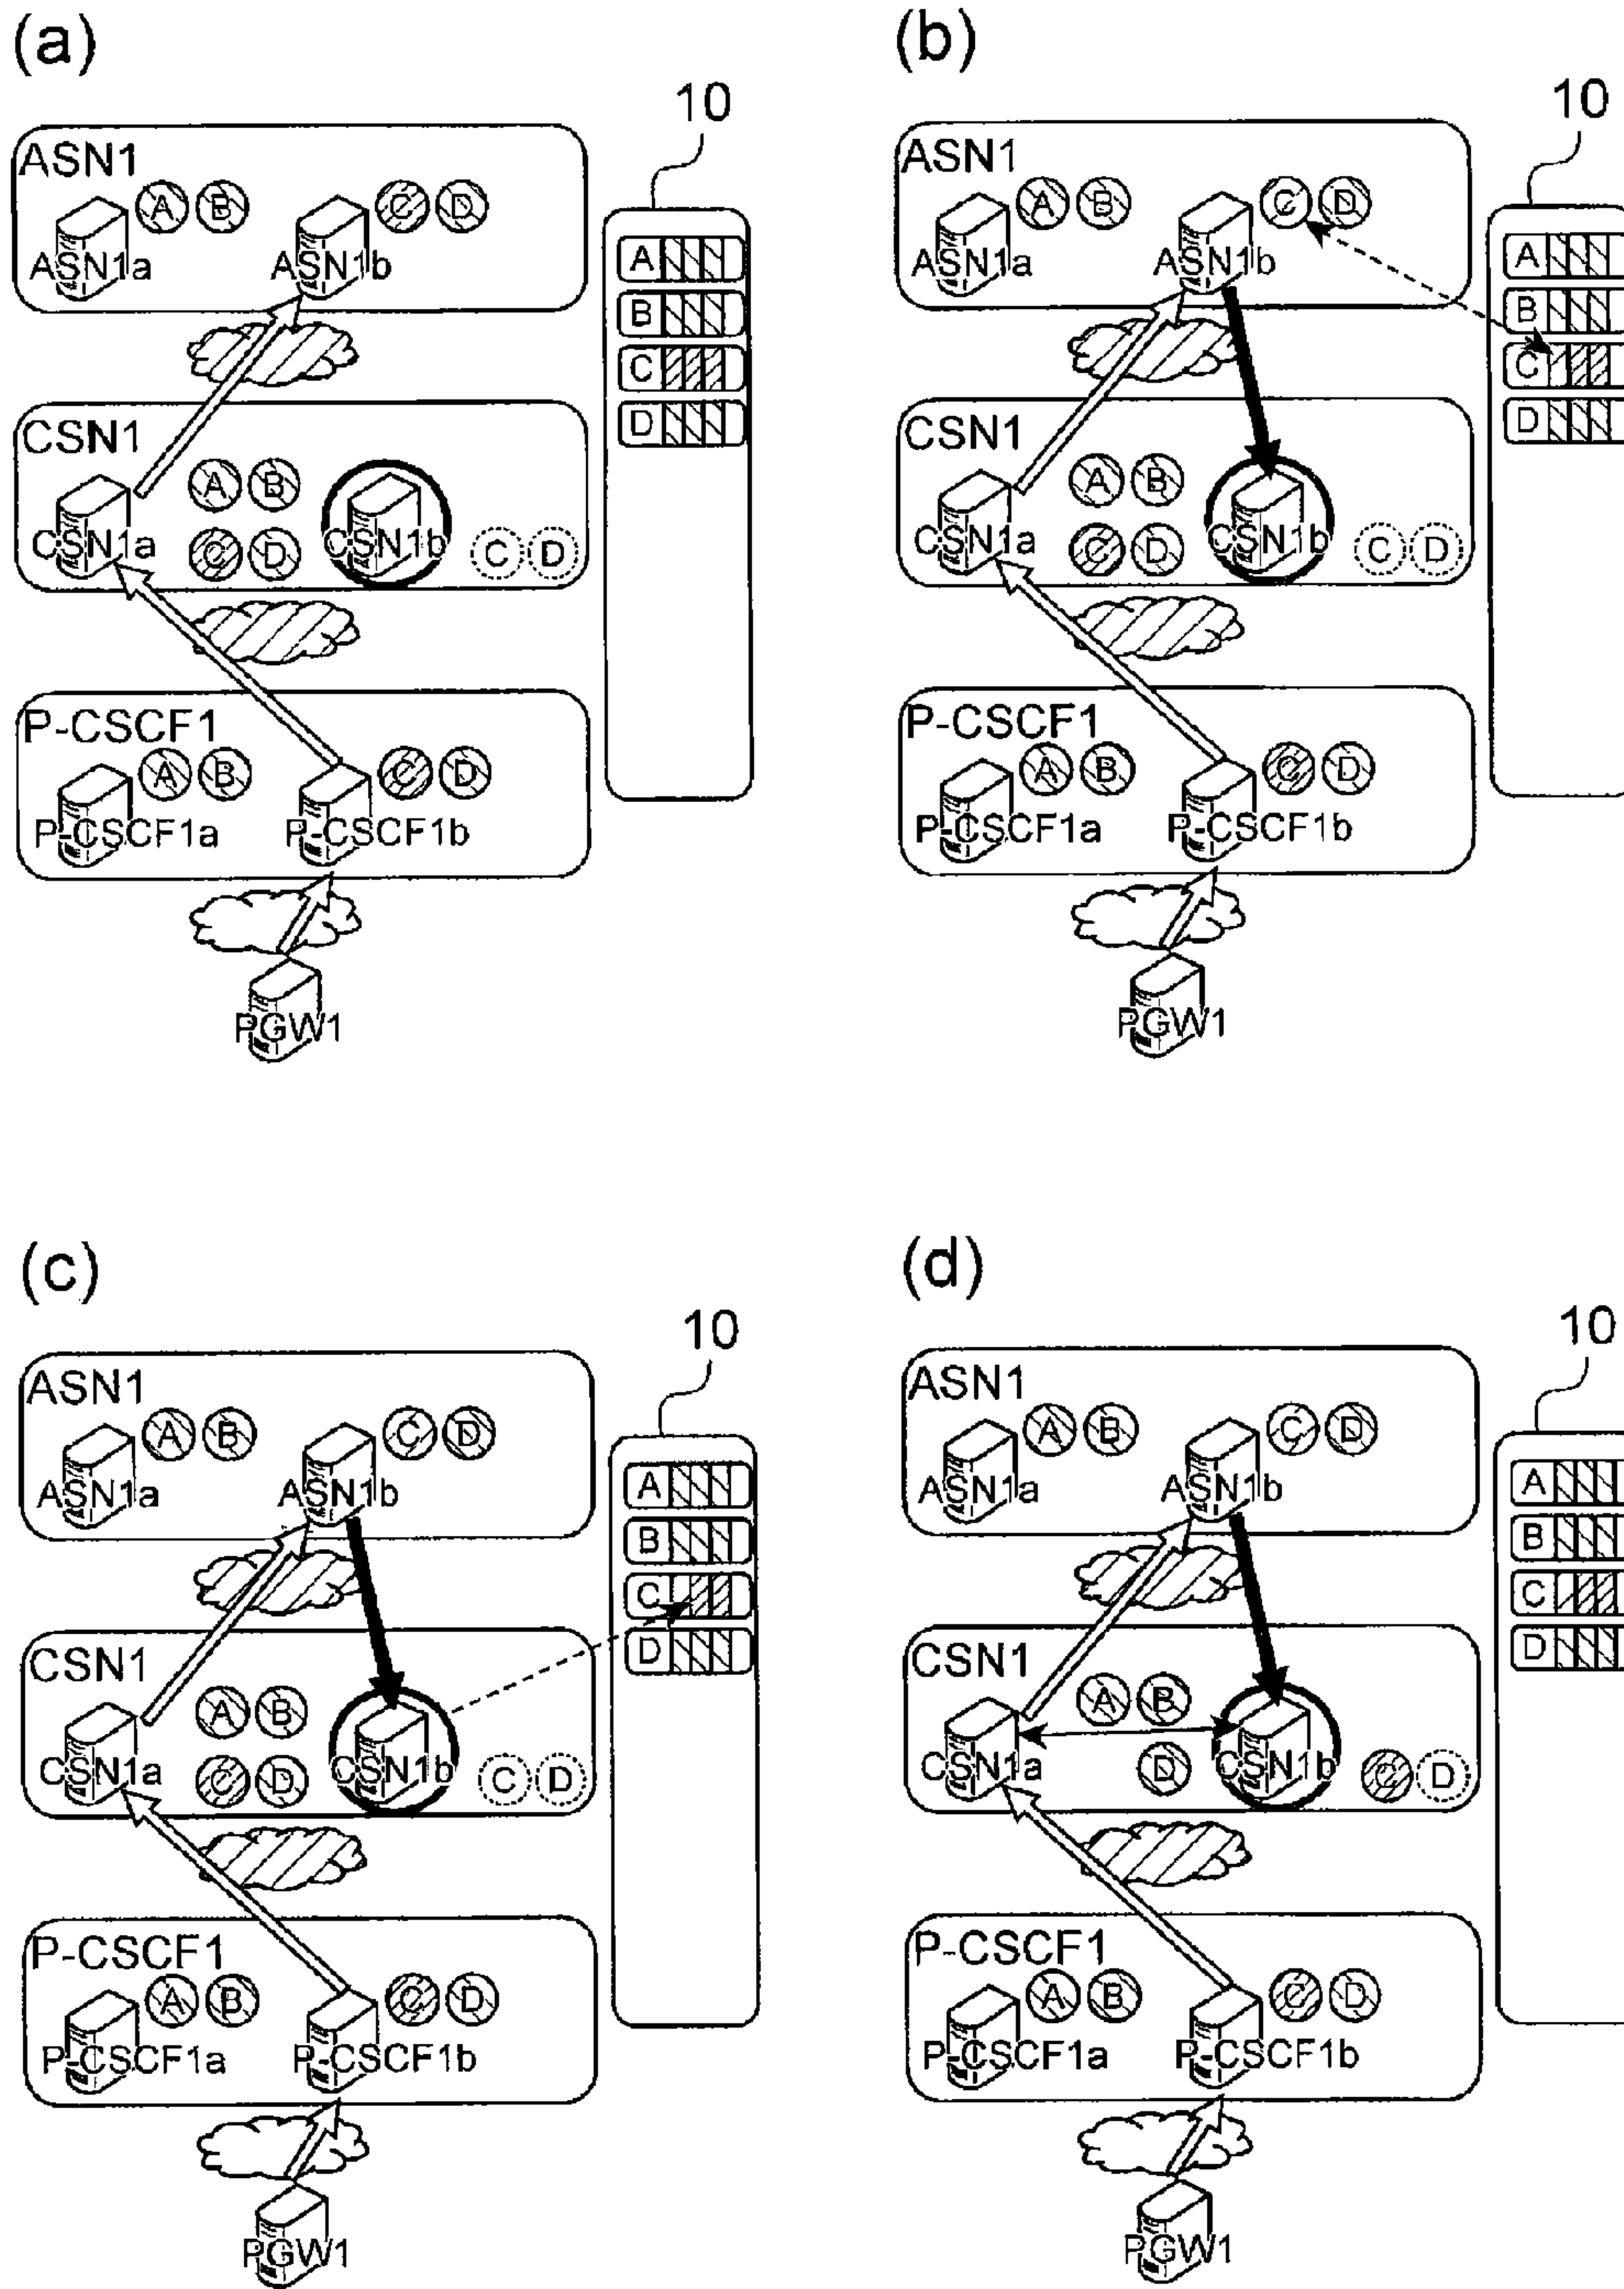 (a)
10
ASN1
A B C D
ASN1a ASN1b
A
B
C
D
CSN1
A B
CSN1a C D CSN1b C D
P-CSCF1
A B C D
P-CSCF1a P-CSCF1b
PGW1
(b)
10
ASN1
A B C D
ASN1a ASN1b
A
B
C
D
CSN1
A B
CSN1a C D CSN1b C D
P-CSCF1
A B C D
P-CSCF1a P-CSCF1b
PGW1
(c)
10
ASN1
A B C D
ASN1a ASN1b
A
B
C
D
CSN1
A B
CSN1a C D CSN1b C D
P-CSCF1
A B C D
P-CSCF1a P-CSCF1b
PGW1
(d)
10
ASN1
A B C D
ASN1a ASN1b
A
B
C
D
CSN1
A B
CSN1a D CSN1b C D
P-CSCF1
A B C D
P-CSCF1a P-CSCF1b
PGW1